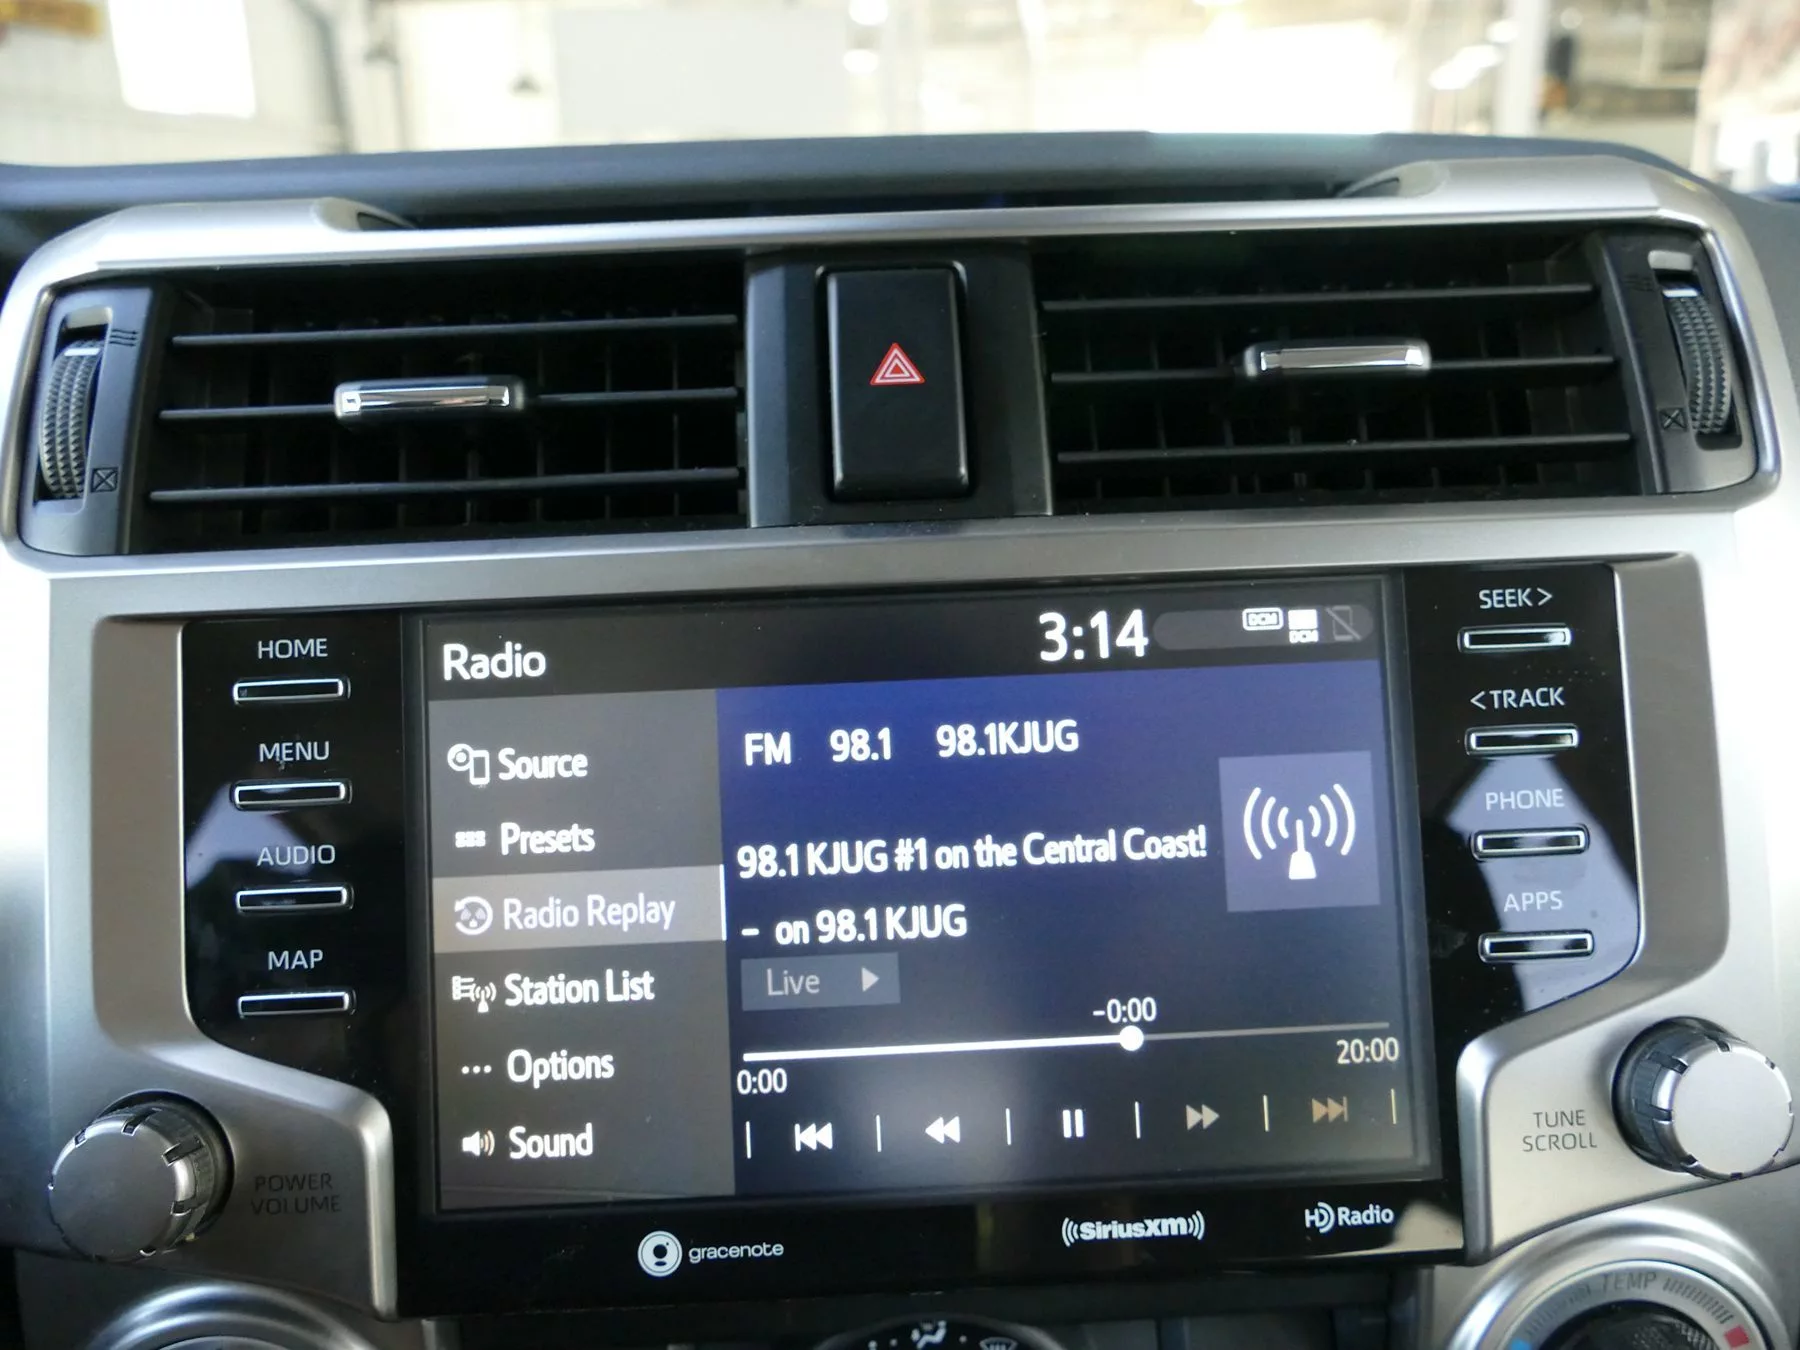 HOME
MENU
AUDIO
MAP
POWER
VOLUME
Radio
3:14
DCM
DCM
Source
Presets
Radio Replay
Station List
Options
Sound
FM 98.1 98.1KJUG
98.1 KJUG #1 on the Central Coast!
- on 98.1 KJUG
Live
-0:00
0:00
20:00
gracenote
SiriusXM
HD Radio
SEEK >
< TRACK
PHONE
APPS
TUNE
SCROLL
TEMP